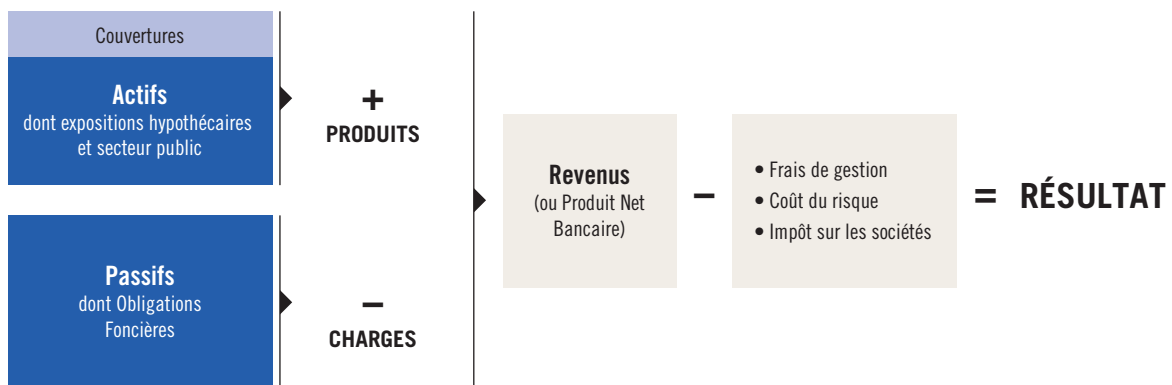 Couvertures
Actifs
dont expositions hypothécaires
et secteur public
+
PRODUITS
Passifs
dont Obligations
Foncières
–
CHARGES
Revenus
(ou Produit Net
Bancaire)
–
• Frais de gestion
• Coût du risque
• Impôt sur les sociétés
= RÉSULTAT